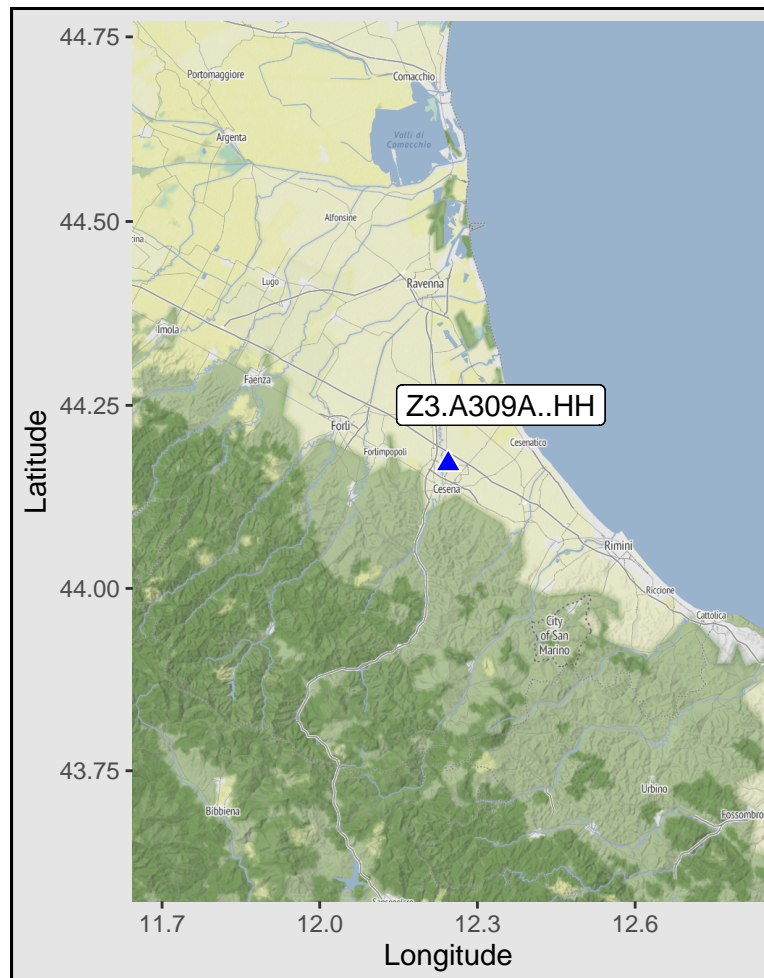 44.75
Portomaggiore
Comacchio
Valli di
Comacchio
Argenta
44.50
Alfonsine
Lugo
Ravenna
Imola
Faenza
44.25
Z3.A309A..HH
Forlì
Cesenatico
Forlimpopoli
Cesena
Latitude
Rimini
44.00
Riccione
Cattolica
City
of San
Marino
43.75
Urbino
Bibbiena
Fossombro
11.7
12.0
12.3
12.6
Longitude